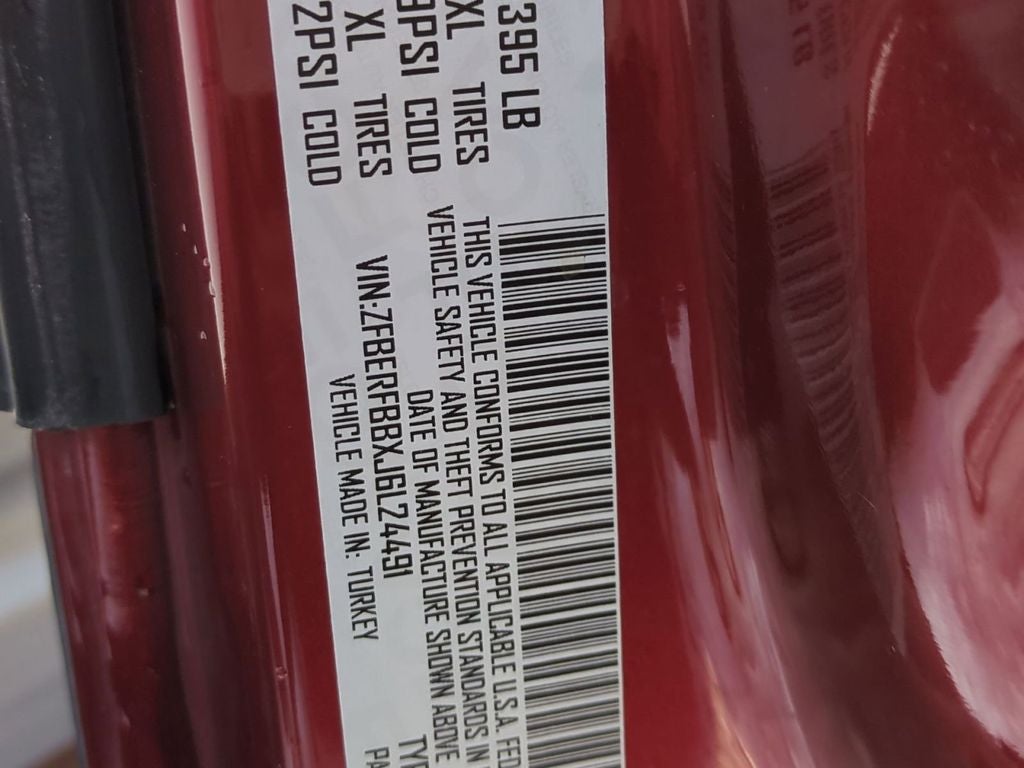 395 LB
XL TIRES
9PSI COLD
XL TIRES
2PSI COLD
THIS VEHICLE CONFORMS TO ALL APPLICABLE U.S.A. FED
VEHICLE SAFETY AND THEFT PREVENTION STANDARDS IN
DATE OF MANUFACTURE SHOWN ABOVE
VIN:ZFBERFBBXJ6L24491
VEHICLE MADE IN: TURKEY